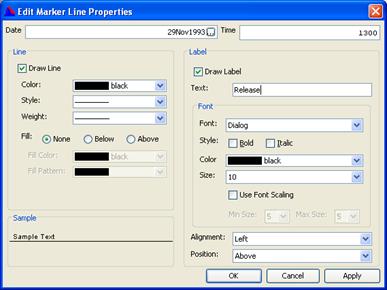 Edit Marker Line Properties
Date 29Nov1993 ... Time 1300
Line
Draw Line
Color: black
Style:
Weight:
Fill: None Below Above
Fill Color: black
Fill Pattern:
Sample
Sample Text
Label
Draw Label
Text: Release
Font
Font: Dialog
Style: Bold Italic
Color black
Size: 10
Use Font Scaling
Min Size: 5 Max Size: 5
Alignment: Left
Position: Above
OK Cancel Apply